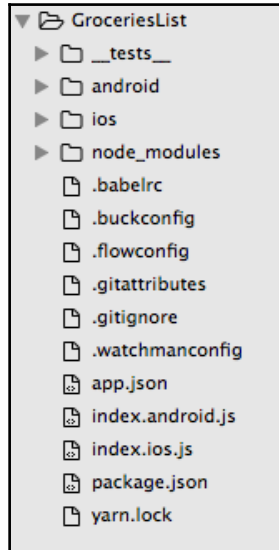 GroceriesList
__tests__
android
ios
node_modules
.babelrc
.buckconfig
.flowconfig
.gitattributes
.gitignore
.watchmanconfig
app.json
index.android.js
index.ios.js
package.json
yarn.lock